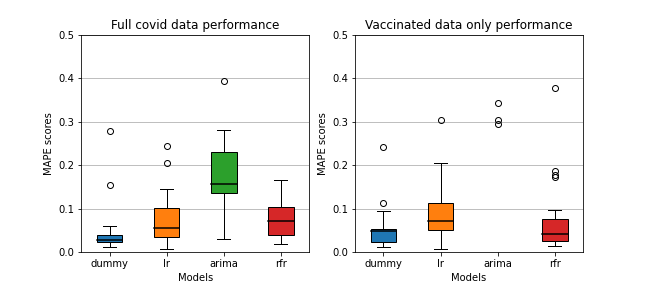 Full covid data performance
Vaccinated data only performance
0.5
0.4
0.3
0.2
0.1
0.0
MAPE scores
dummy
lr
arima
rfr
Models
0.5
0.4
0.3
0.2
0.1
0.0
MAPE scores
dummy
lr
arima
rfr
Models